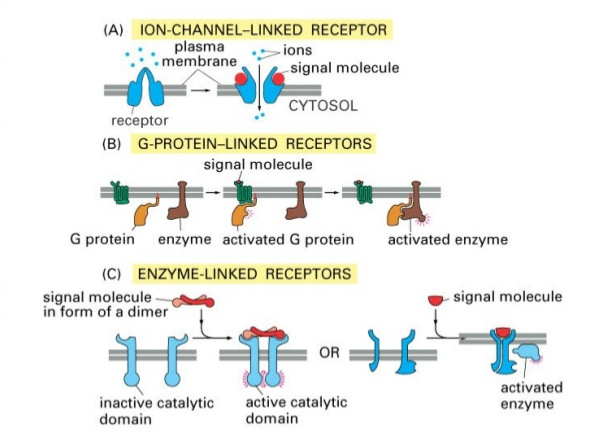 (A) ION-CHANNEL–LINKED RECEPTOR
plasma
membrane
ions
signal molecule
CYTOSOL
receptor
(B) G-PROTEIN–LINKED RECEPTORS
signal molecule
G protein
enzyme
activated G protein
activated enzyme
(C) ENZYME-LINKED RECEPTORS
signal molecule
in form of a dimer
signal molecule
OR
inactive catalytic
domain
active catalytic
domain
activated
enzyme